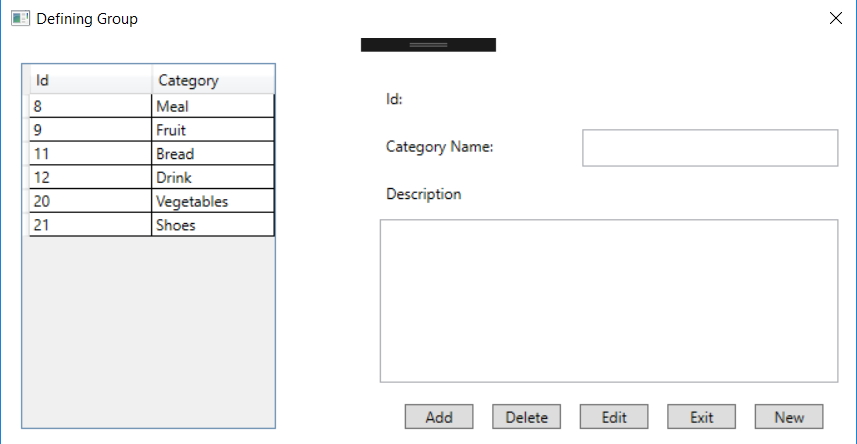 Defining Group
Id Category
8 Meal
9 Fruit
11 Bread
12 Drink
20 Vegetables
21 Shoes
Id:
Category Name:
Description
Add Delete Edit Exit New